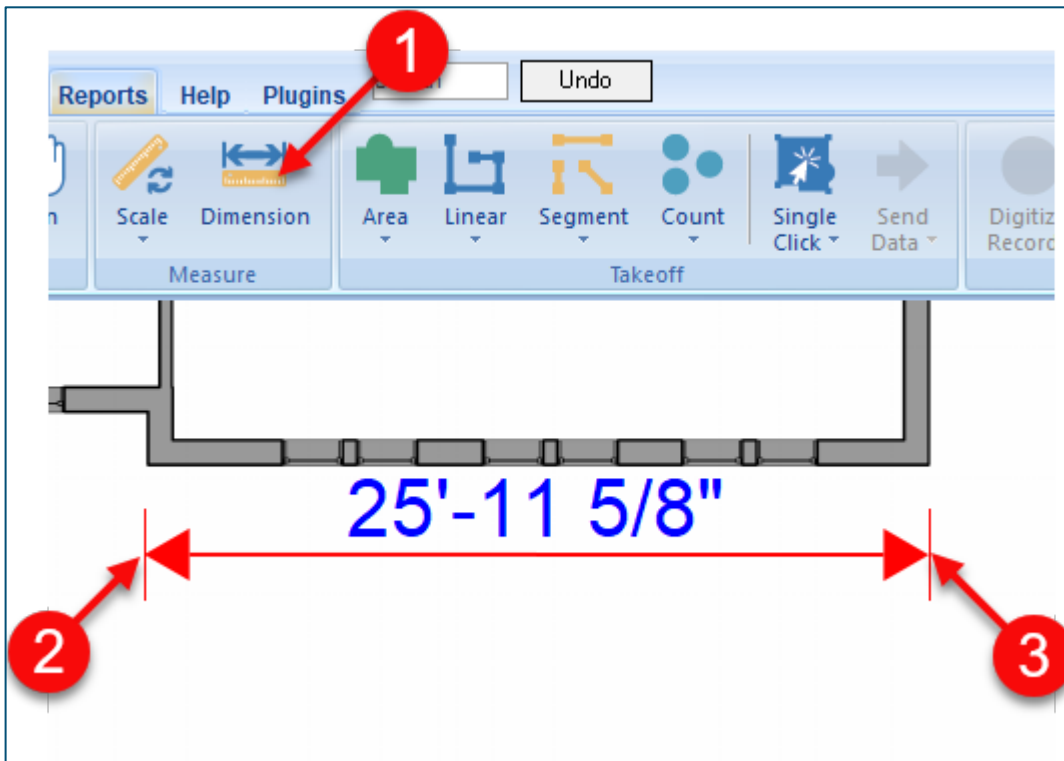 1
Reports Help Plugins Undo
Scale Dimension Area Linear Segment Count Single Click Send Data
Measure Takeoff
25'-11 5/8"
2
3